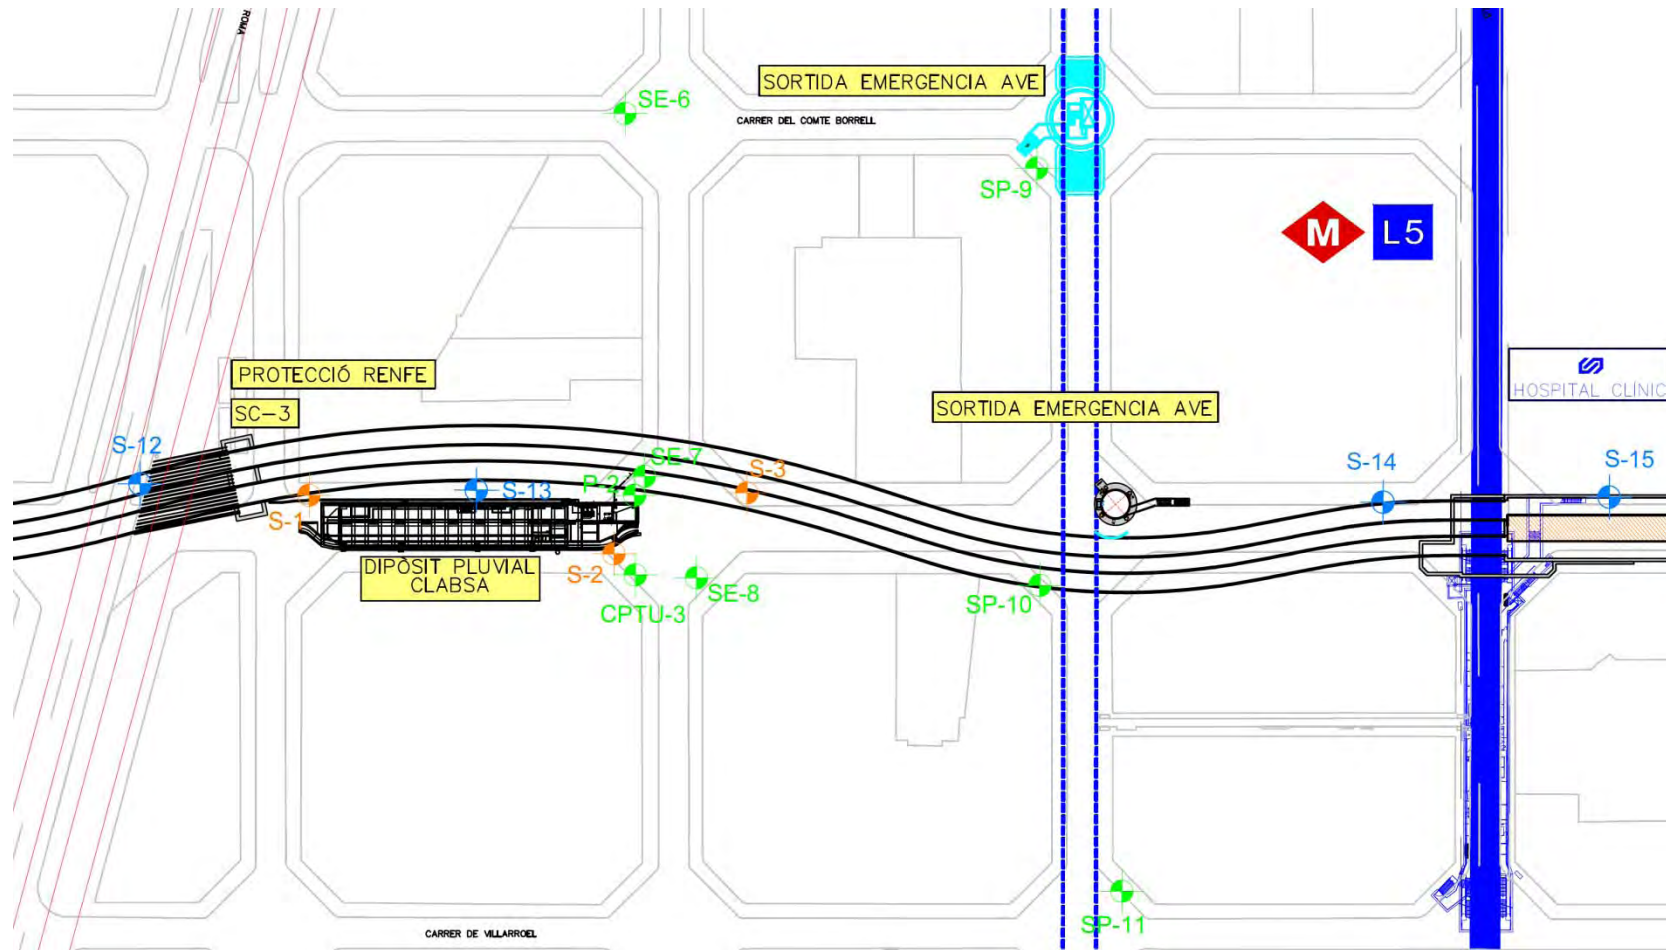 ROMA
SORTIDA EMERGENCIA AVE
SE-6
CARRER DEL COMTE BORRELL
SP-9
M
L5
PROTECCIÓ RENFE
HOSPITAL CLÍNIC
SC-3
SORTIDA EMERGENCIA AVE
S-12
SE-7
S-3
S-14
S-15
P-2
S-13
S-1
DIPÒSIT PLUVIAL
CLABSA
S-2
SE-8
SP-10
CPTU-3
SP-11
CARRER DE VILLARROEL